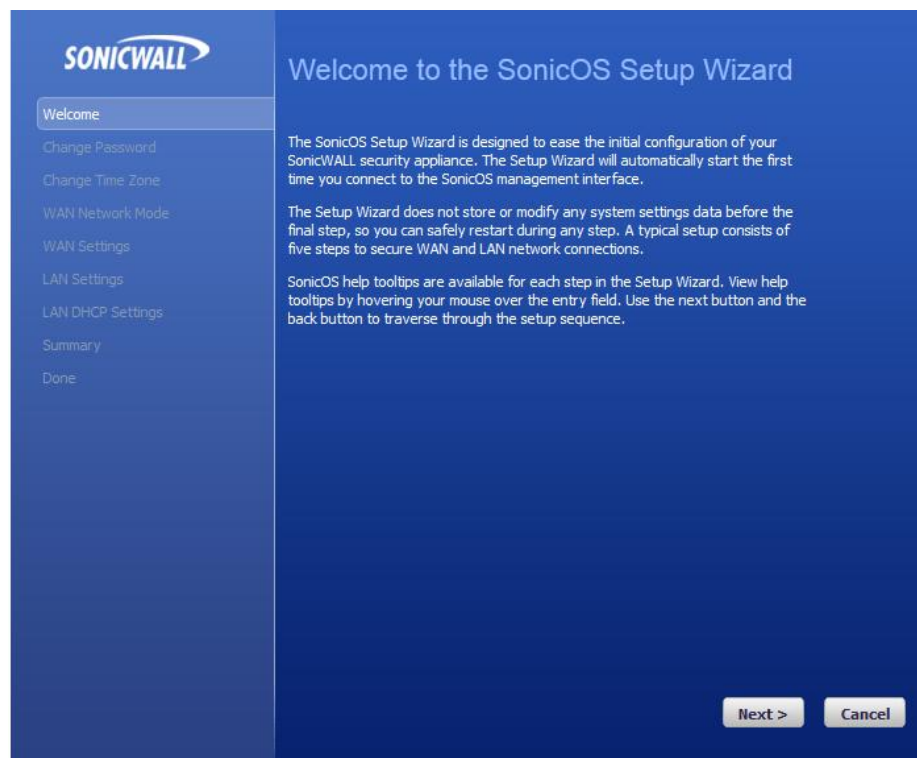 SONICWALL
Welcome
Change Password
Change Time Zone
WAN Network Mode
WAN Settings
LAN Settings
LAN DHCP Settings
Summary
Done
Welcome to the SonicOS Setup Wizard
The SonicOS Setup Wizard is designed to ease the initial configuration of your
SonicWALL security appliance. The Setup Wizard will automatically start the first
time you connect to the SonicOS management interface.
The Setup Wizard does not store or modify any system settings data before the
final step, so you can safely restart during any step. A typical setup consists of
five steps to secure WAN and LAN network connections.
SonicOS help tooltips are available for each step in the Setup Wizard. View help
tooltips by hovering your mouse over the entry field. Use the next button and the
back button to traverse through the setup sequence.
Next >
Cancel